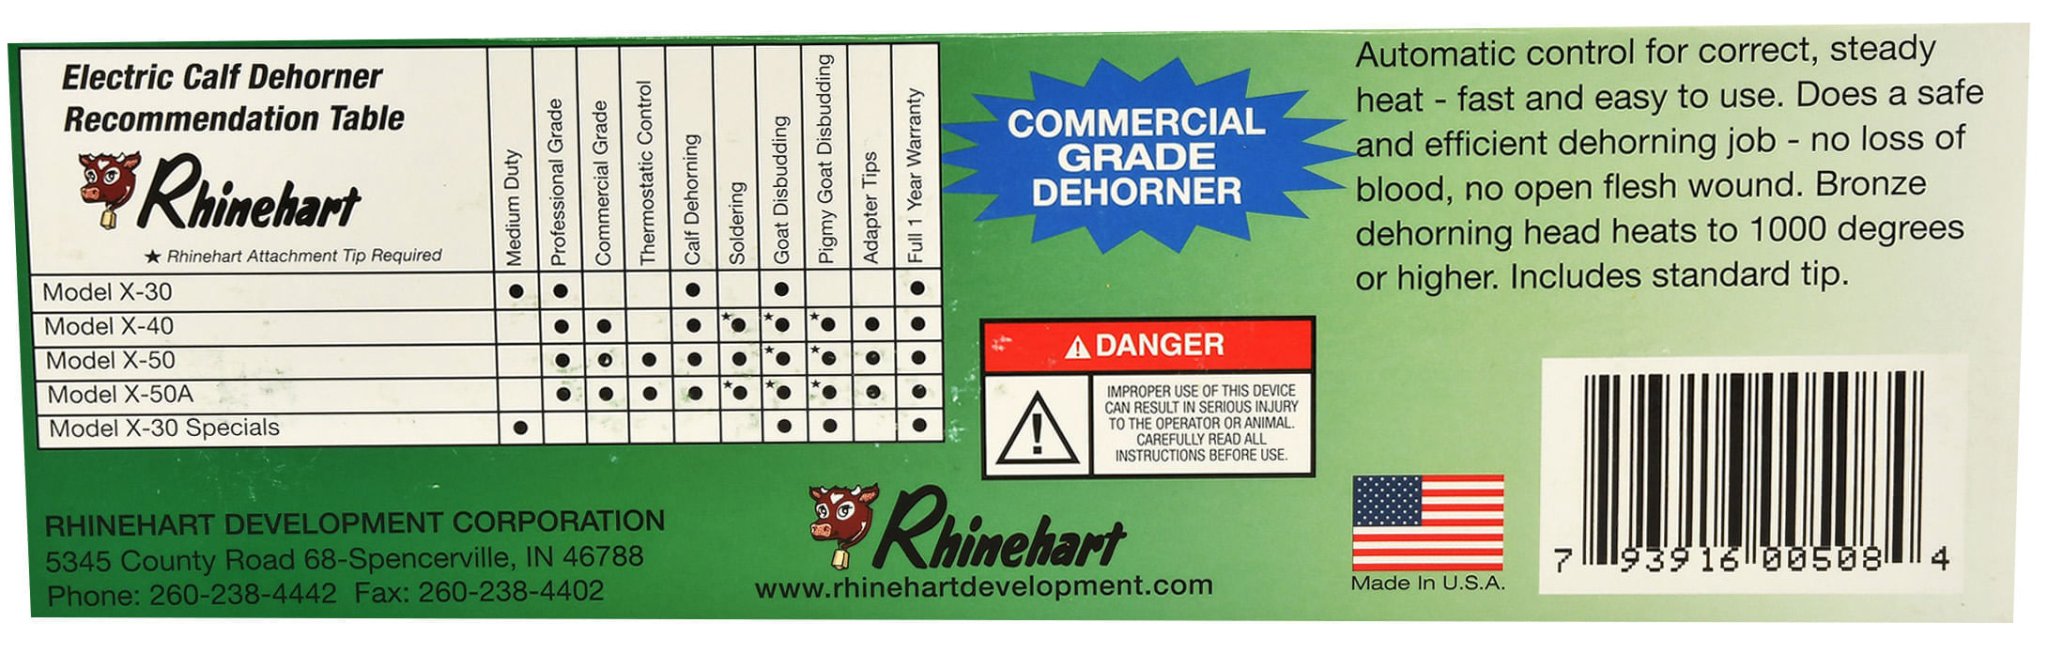 Electric Calf Dehorner
Recommendation Table
Rhinehart
★ Rhinehart Attachment Tip Required
Medium Duty
Professional Grade
Commercial Grade
Thermostatic Control
Calf Dehorning
Soldering
Goat Disbudding
Pigmy Goat Disbudding
Adapter Tips
Full 1 Year Warranty
Model X-30 ● ● ● ● ●
Model X-40 ● ● ● ★● ★● ★● ● ●
Model X-50 ● ● ● ● ● ★● ★● ● ●
Model X-50A ● ● ● ● ★● ★● ★● ● ●
Model X-30 Specials ● ● ● ●
RHINEHART DEVELOPMENT CORPORATION
5345 County Road 68-Spencerville, IN 46788
Phone: 260-238-4442 Fax: 260-238-4402
COMMERCIAL
GRADE
DEHORNER
DANGER
IMPROPER USE OF THIS DEVICE
CAN RESULT IN SERIOUS INJURY
TO THE OPERATOR OR ANIMAL.
CAREFULLY READ ALL
INSTRUCTIONS BEFORE USE.
Rhinehart
www.rhinehartdevelopment.com
Automatic control for correct, steady
heat - fast and easy to use. Does a safe
and efficient dehorning job - no loss of
blood, no open flesh wound. Bronze
dehorning head heats to 1000 degrees
or higher. Includes standard tip.
Made In U.S.A.
7 93916 00508 4